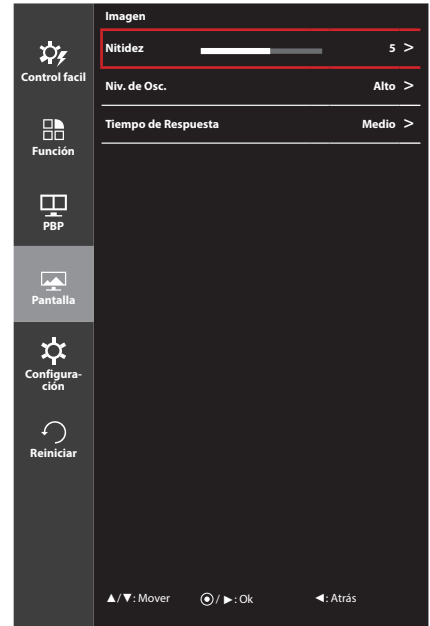 Imagen
Nitidez 5 >
Niv. de Osc. Alto >
Tiempo de Respuesta Medio >
Control facil
Función
PBP
Pantalla
Configura-
ción
Reiniciar
▲/▼: Mover ◉/ ►: Ok ◄: Atrás